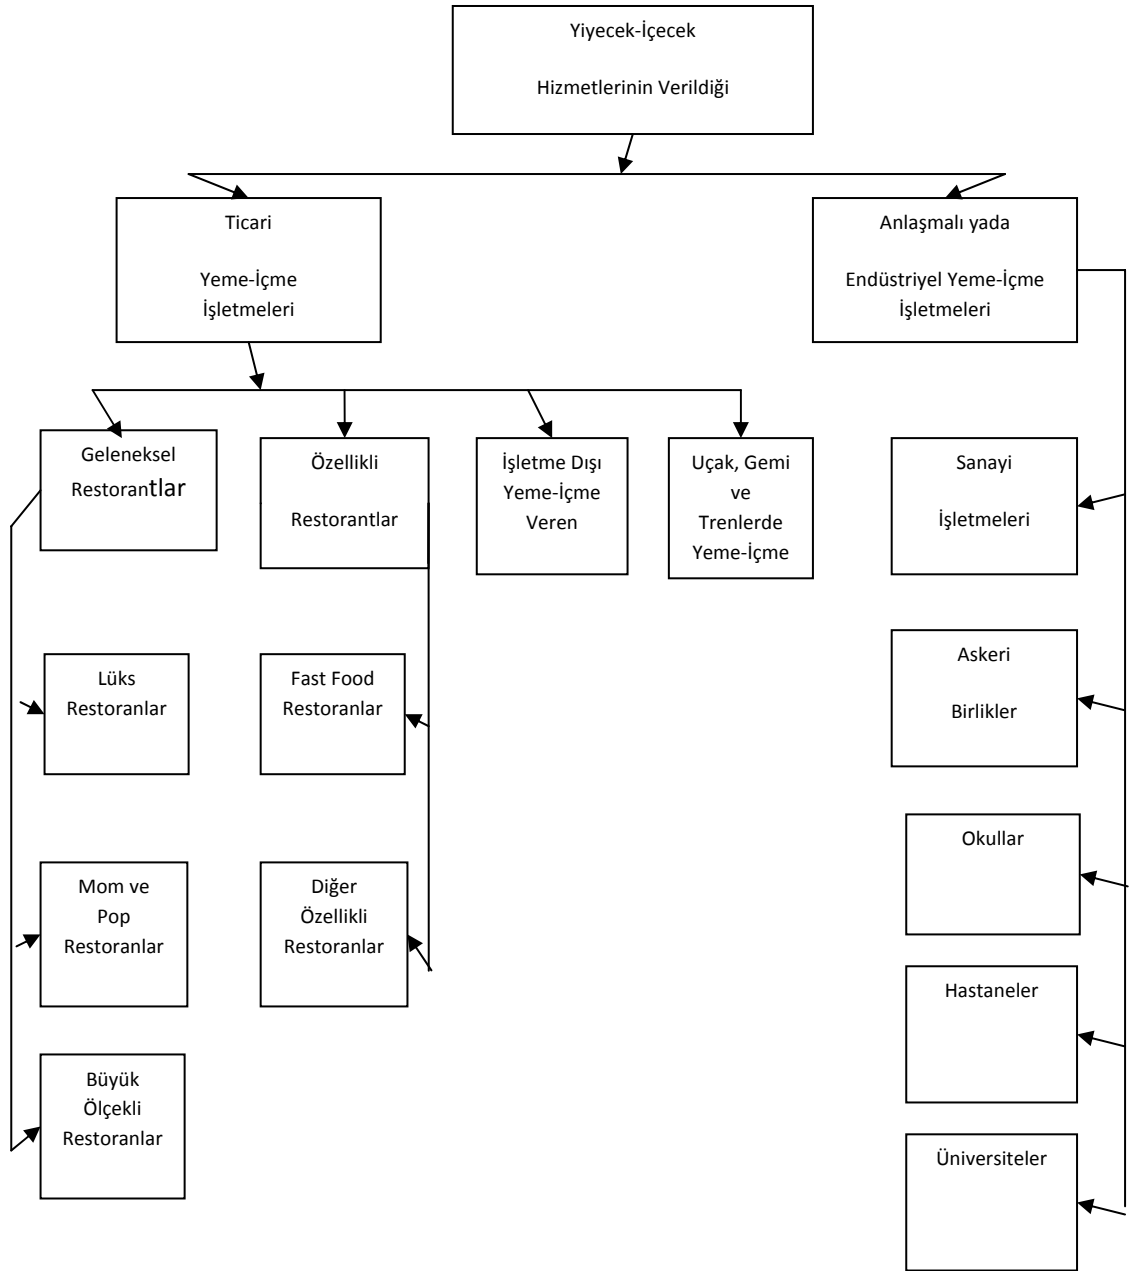 Yiyecek-İçecek
Hizmetlerinin Verildiği
Ticari
Yeme-İçme
İşletmeleri
Anlaşmalı yada
Endüstriyel Yeme-İçme
İşletmeleri
Geleneksel
Restorantlar
Özellikli
Restorantlar
İşletme Dışı
Yeme-İçme
Veren
Uçak, Gemi
ve
Trenlerde
Yeme-İçme
Sanayi
İşletmeleri
Lüks
Restoranlar
Fast Food
Restoranlar
Askeri
Birlikler
Mom ve
Pop
Restoranlar
Diğer
Özellikli
Restoranlar
Okullar
Hastaneler
Büyük
Ölçekli
Restoranlar
Üniversiteler